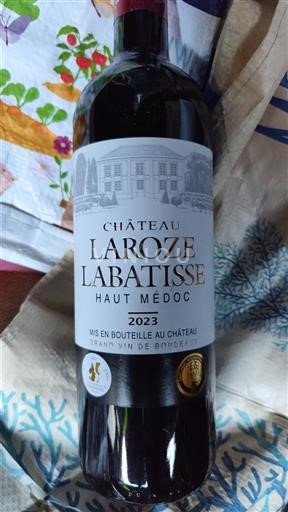 CHÂTEAU
LAROZE
LABATISSE
HAUT MÉDOC
2023
MIS EN BOUTEILLE AU CHÂTEAU
GRAND VIN DE BORDEAUX